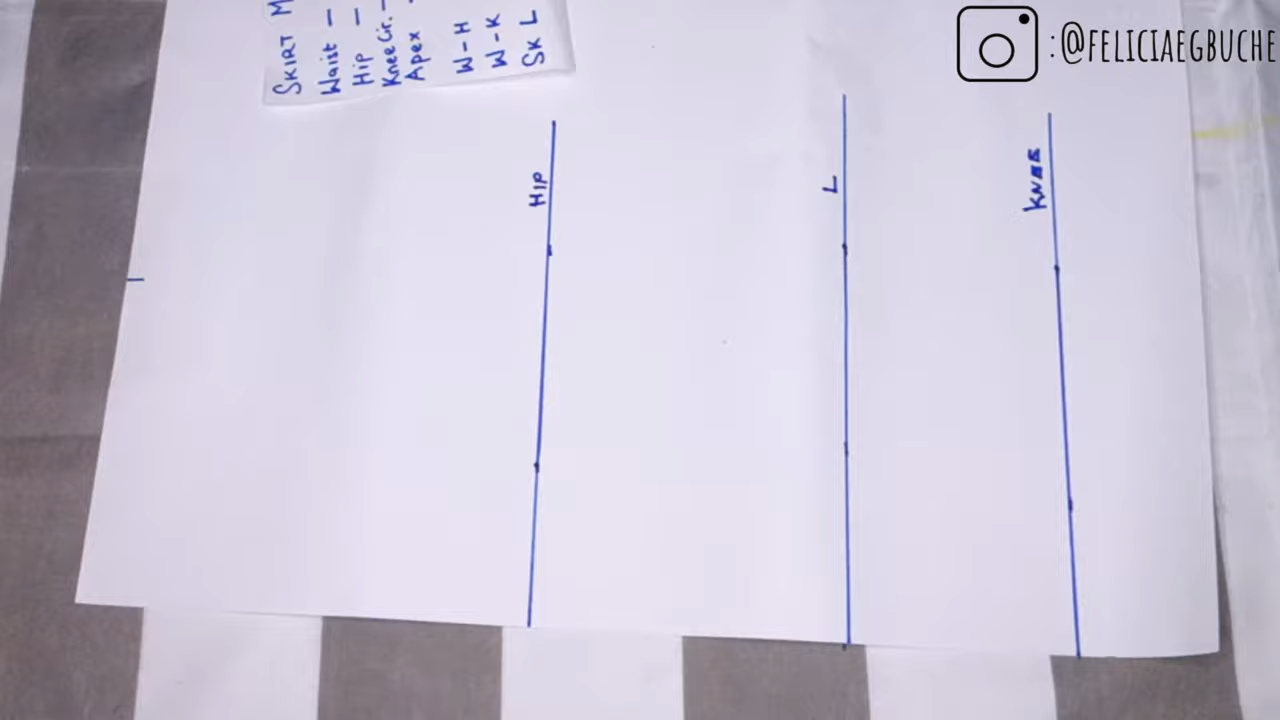 SKIRT M
Waist –
Hip –
Knee Cir. –
Apex -
W-H
W-K
SK L
HIP
L
KNEE
:@FELICIAEGBUCHE